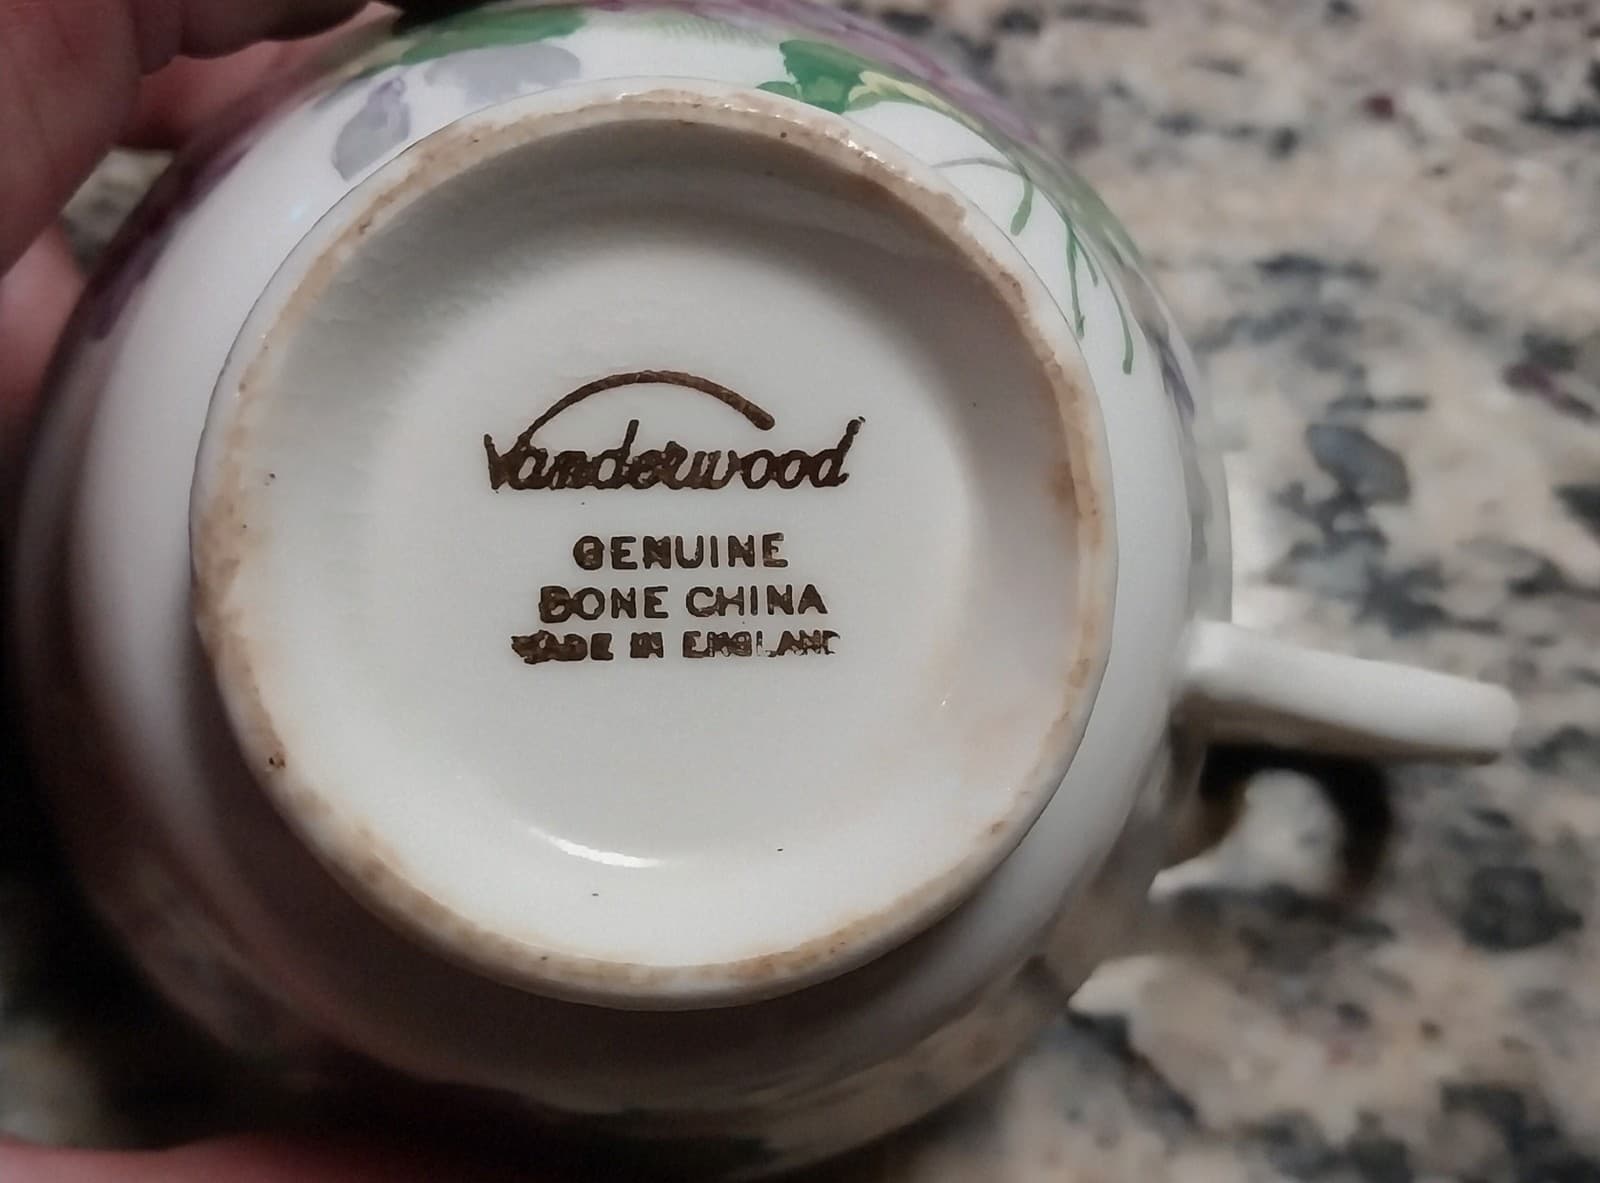 Vanderwood
GENUINE
BONE CHINA
MADE IN ENGLAND